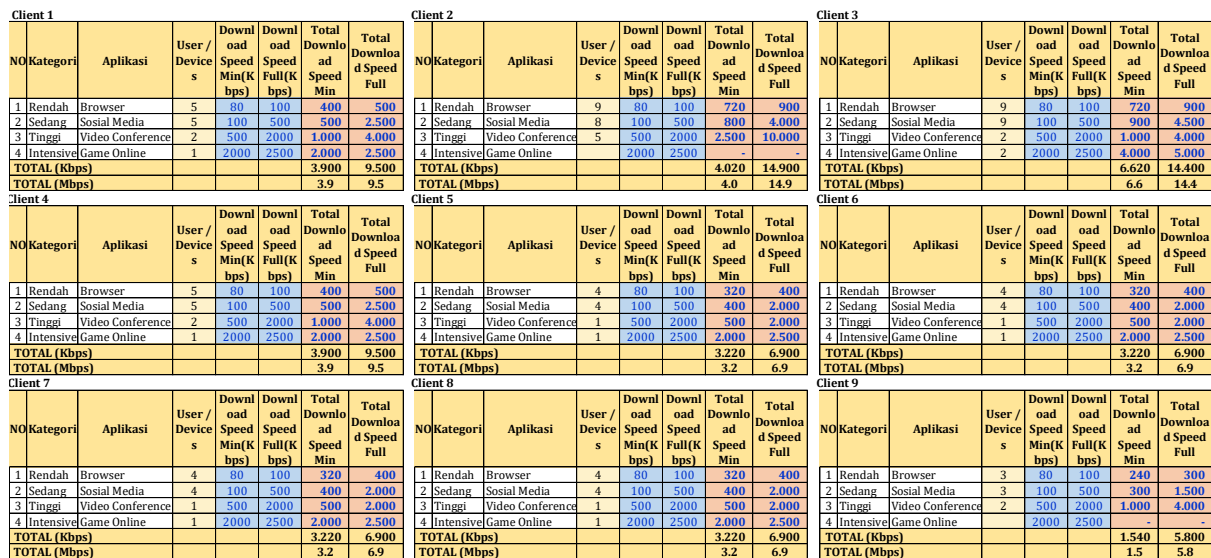 Client 1
NO Kategori Aplikasi User / Devices Download Speed Min(Kbps) Download Speed Full(Kbps) Total Download Speed Min Total Download Speed Full
1 Rendah Browser 5 80 100 400 500
2 Sedang Sosial Media 5 100 500 500 2.500
3 Tinggi Video Conference 2 500 2000 1.000 4.000
4 Intensive Game Online 1 2000 2500 2.000 2.500
TOTAL (Kbps) 3.900 9.500
TOTAL (Mbps) 3.9 9.5
Client 2
NO Kategori Aplikasi User / Devices Download Speed Min(Kbps) Download Speed Full(Kbps) Total Download Speed Min Total Download Speed Full
1 Rendah Browser 9 80 100 720 900
2 Sedang Sosial Media 8 100 500 800 4.000
3 Tinggi Video Conference 5 500 2000 2.500 10.000
4 Intensive Game Online 2000 2500 - -
TOTAL (Kbps) 4.020 14.900
TOTAL (Mbps) 4.0 14.9
Client 3
NO Kategori Aplikasi User / Devices Download Speed Min(Kbps) Download Speed Full(Kbps) Total Download Speed Min Total Download Speed Full
1 Rendah Browser 9 80 100 720 900
2 Sedang Sosial Media 9 100 500 900 4.500
3 Tinggi Video Conference 2 500 2000 1.000 4.000
4 Intensive Game Online 2 2000 2500 4.000 5.000
TOTAL (Kbps) 6.620 14.400
TOTAL (Mbps) 6.6 14.4
Client 4
NO Kategori Aplikasi User / Devices Download Speed Min(Kbps) Download Speed Full(Kbps) Total Download Speed Min Total Download Speed Full
1 Rendah Browser 5 80 100 400 500
2 Sedang Sosial Media 5 100 500 500 2.500
3 Tinggi Video Conference 2 500 2000 1.000 4.000
4 Intensive Game Online 1 2000 2500 2.000 2.500
TOTAL (Kbps) 3.900 9.500
TOTAL (Mbps) 3.9 9.5
Client 5
NO Kategori Aplikasi User / Devices Download Speed Min(Kbps) Download Speed Full(Kbps) Total Download Speed Min Total Download Speed Full
1 Rendah Browser 4 80 100 320 400
2 Sedang Sosial Media 4 100 500 400 2.000
3 Tinggi Video Conference 1 500 2000 500 2.000
4 Intensive Game Online 1 2000 2500 2.000 2.500
TOTAL (Kbps) 3.220 6.900
TOTAL (Mbps) 3.2 6.9
Client 6
NO Kategori Aplikasi User / Devices Download Speed Min(Kbps) Download Speed Full(Kbps) Total Download Speed Min Total Download Speed Full
1 Rendah Browser 4 80 100 320 400
2 Sedang Sosial Media 4 100 500 400 2.000
3 Tinggi Video Conference 1 500 2000 500 2.000
4 Intensive Game Online 1 2000 2500 2.000 2.500
TOTAL (Kbps) 3.220 6.900
TOTAL (Mbps) 3.2 6.9
Client 7
NO Kategori Aplikasi User / Devices Download Speed Min(Kbps) Download Speed Full(Kbps) Total Download Speed Min Total Download Speed Full
1 Rendah Browser 4 80 100 320 400
2 Sedang Sosial Media 4 100 500 400 2.000
3 Tinggi Video Conference 1 500 2000 500 2.000
4 Intensive Game Online 1 2000 2500 2.000 2.500
TOTAL (Kbps) 3.220 6.900
TOTAL (Mbps) 3.2 6.9
Client 8
NO Kategori Aplikasi User / Devices Download Speed Min(Kbps) Download Speed Full(Kbps) Total Download Speed Min Total Download Speed Full
1 Rendah Browser 4 80 100 320 400
2 Sedang Sosial Media 4 100 500 400 2.000
3 Tinggi Video Conference 1 500 2000 500 2.000
4 Intensive Game Online 1 2000 2500 2.000 2.500
TOTAL (Kbps) 3.220 6.900
TOTAL (Mbps) 3.2 6.9
Client 9
NO Kategori Aplikasi User / Devices Download Speed Min(Kbps) Download Speed Full(Kbps) Total Download Speed Min Total Download Speed Full
1 Rendah Browser 3 80 100 240 300
2 Sedang Sosial Media 3 100 500 300 1.500
3 Tinggi Video Conference 2 500 2000 1.000 4.000
4 Intensive Game Online 2000 2500 - -
TOTAL (Kbps) 1.540 5.800
TOTAL (Mbps) 1.5 5.8